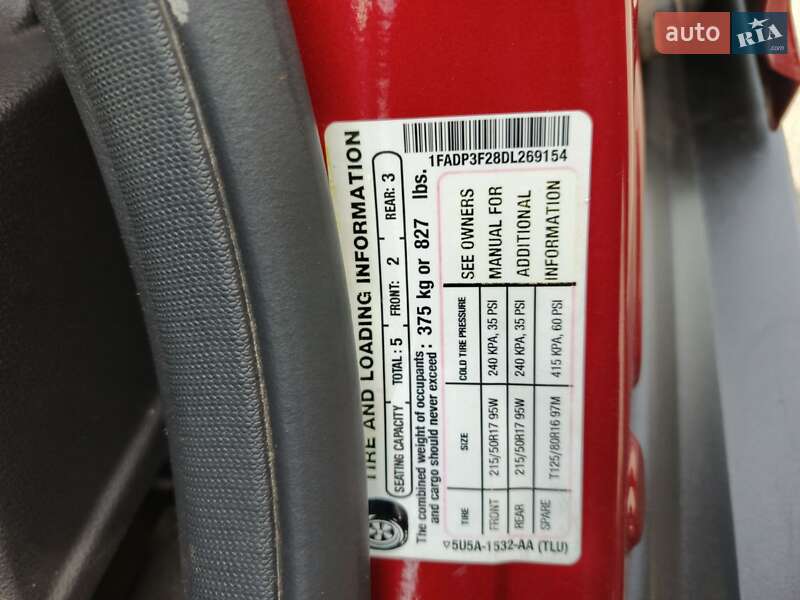 auto RIA.com
1FADP3F28DL269154
TIRE AND LOADING INFORMATION
SEATING CAPACITY TOTAL : 5 FRONT: 2 REAR: 3
The combined weight of occupants
and cargo should never exceed : 375 kg or 827 lbs.
TIRE SIZE COLD TIRE PRESSURE SEE OWNERS
FRONT 215/50R17 95W 240 KPA, 35 PSI MANUAL FOR
REAR 215/50R17 95W 240 KPA, 35 PSI ADDITIONAL
SPARE T125/80R16 97M 415 KPA, 60 PSI INFORMATION
5U5A-1532-AA (TLU)